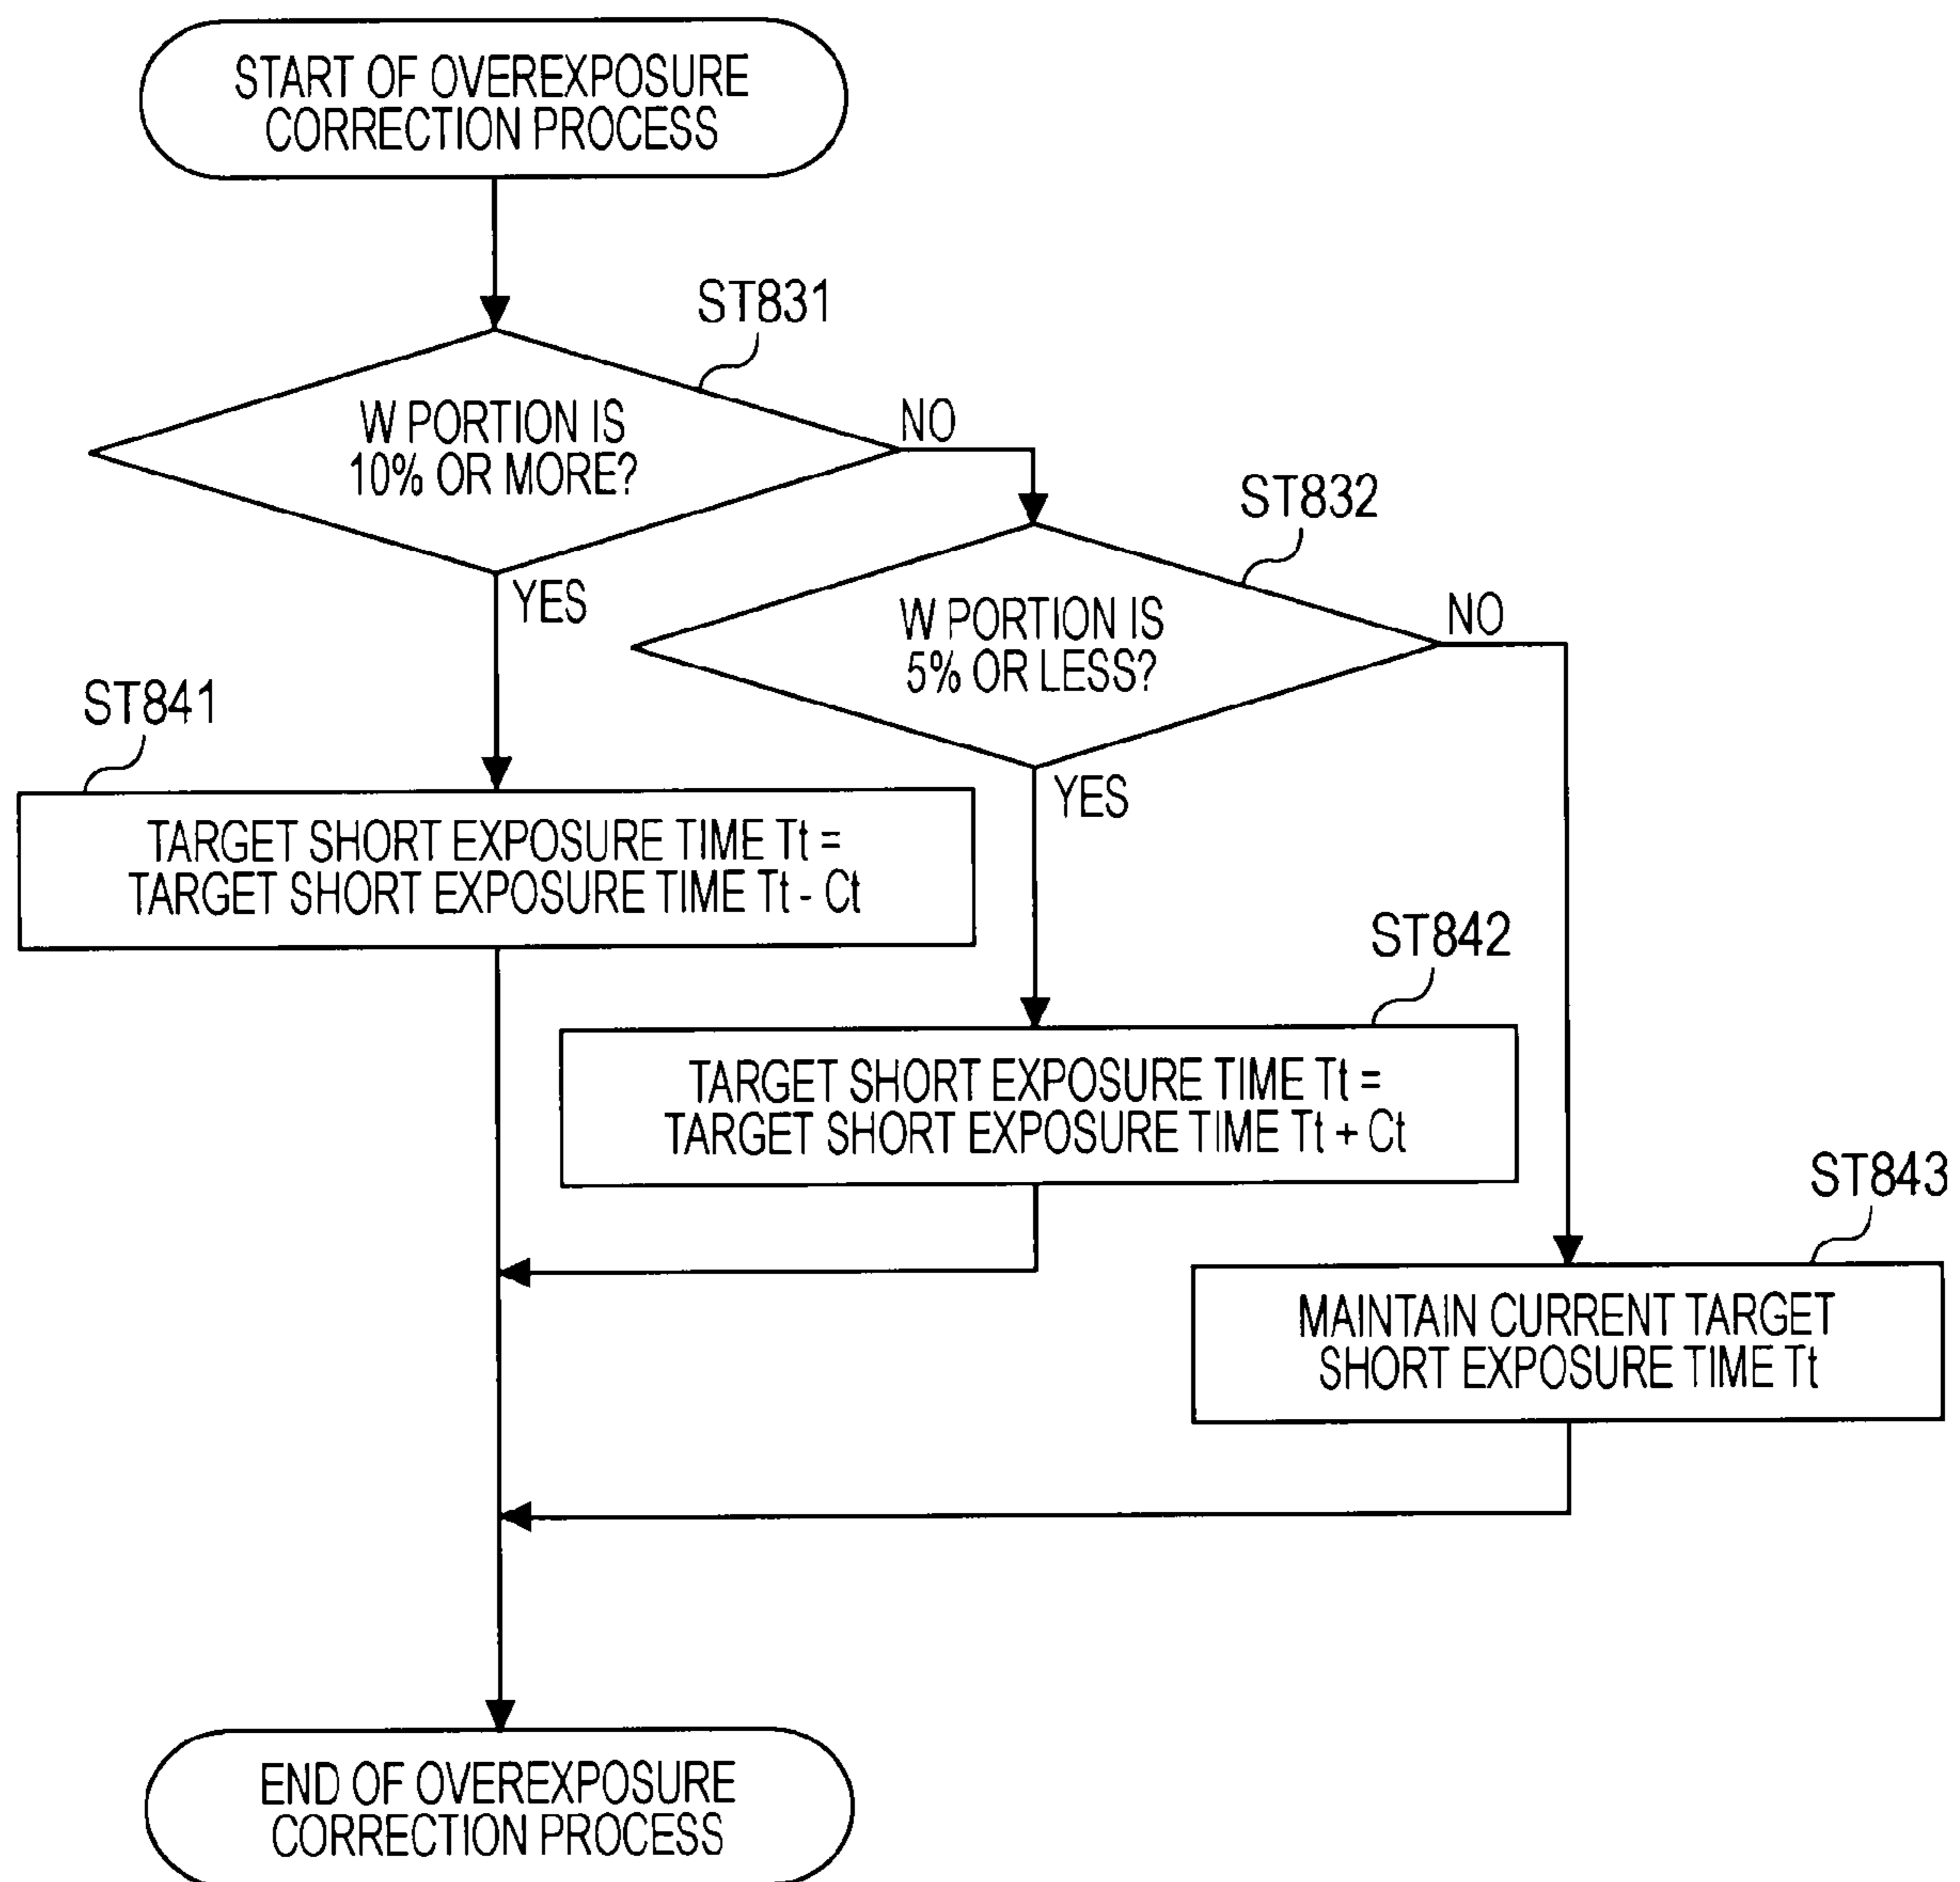 START OF OVEREXPOSURE
CORRECTION PROCESS
ST831
W PORTION IS
10% OR MORE?
NO
YES
ST832
W PORTION IS
5% OR LESS?
NO
YES
ST841
TARGET SHORT EXPOSURE TIME Tt =
TARGET SHORT EXPOSURE TIME Tt - Ct
ST842
TARGET SHORT EXPOSURE TIME Tt =
TARGET SHORT EXPOSURE TIME Tt + Ct
ST843
MAINTAIN CURRENT TARGET
SHORT EXPOSURE TIME Tt
END OF OVEREXPOSURE
CORRECTION PROCESS